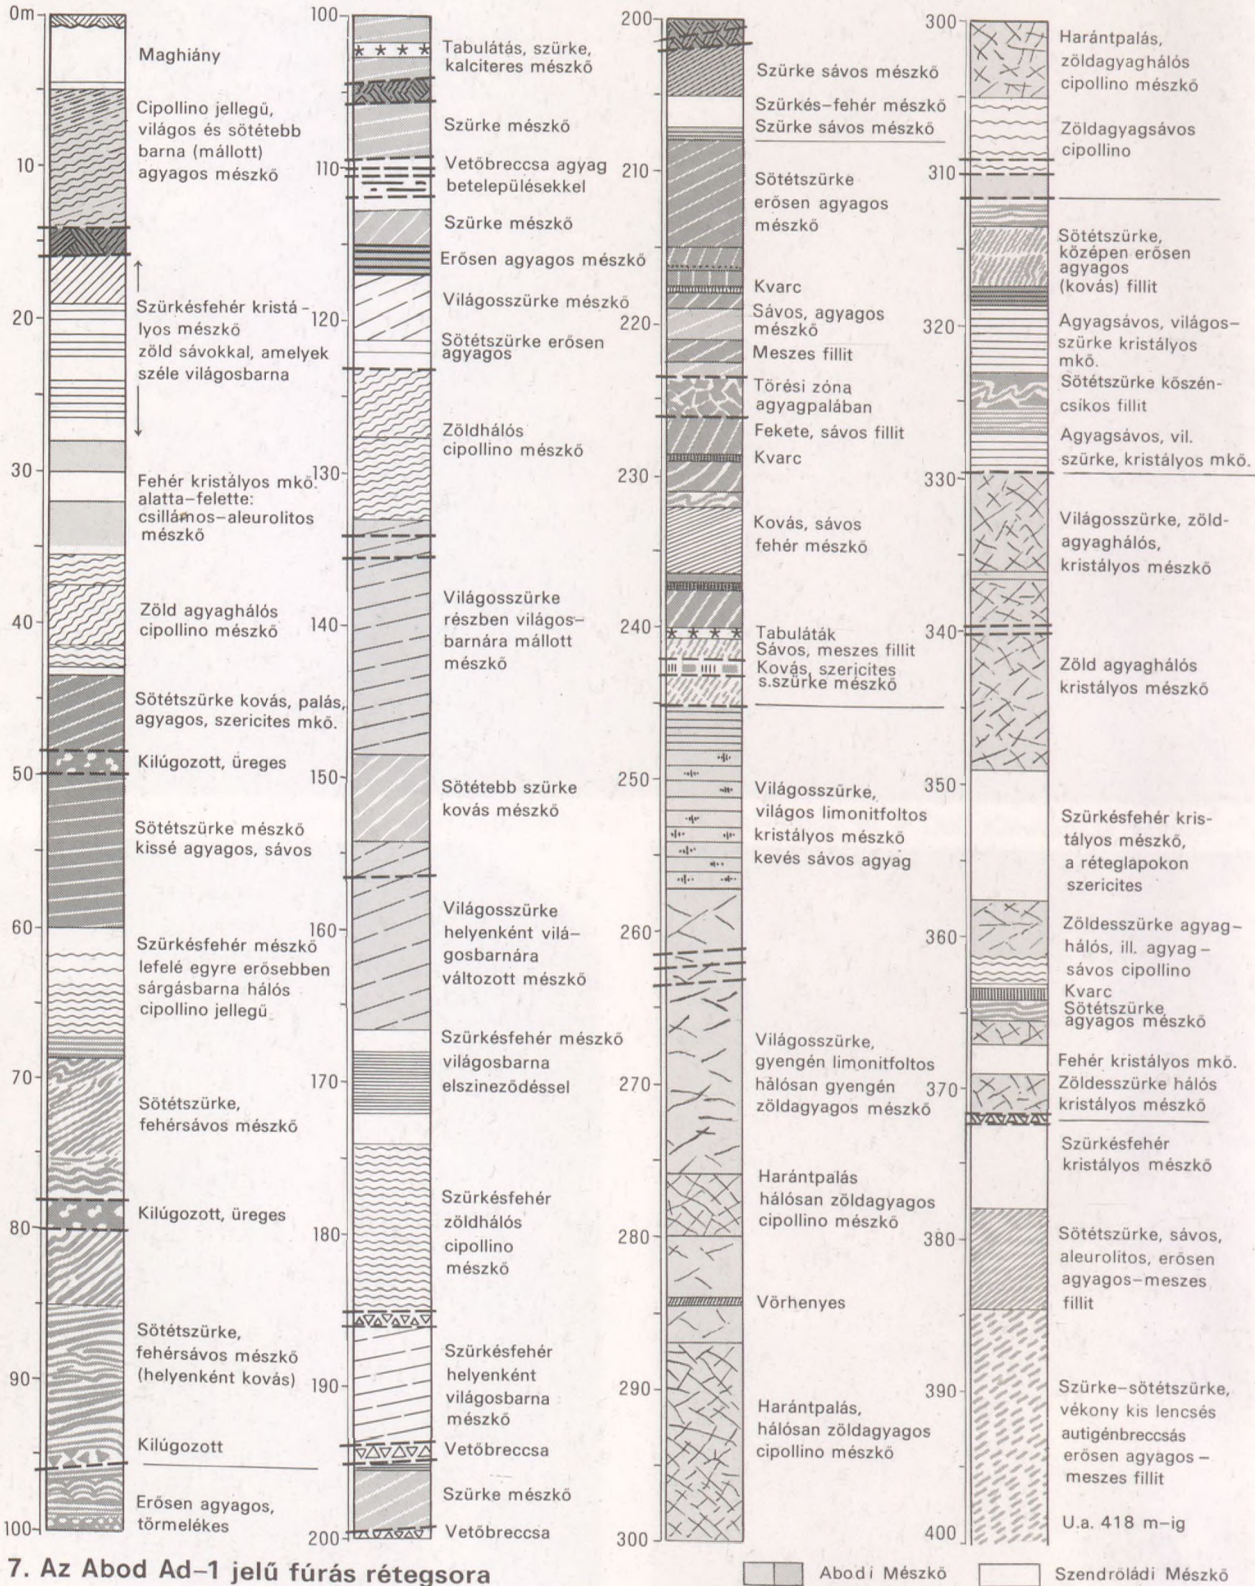 0m
Maghiány
Cipollino jellegű,
világos és sötétebb
barna (mállott)
agyagos mészkő
10
Szürkésfehér kristá-
lyos mészkő
zöld sávokkal, amelyek
széle világosbarna
20
30
Fehér kristályos mkő.
alatta-felette:
csillámos-aleurolitos
mészkő
40
Zöld agyaghálós
cipollino mészkő
Sötétszürke kovás, palás,
agyagos, szericites mkő.
Kilúgozott, üreges
50
Sötétszürke mészkő
kissé agyagos, sávos
60
Szürkésfehér mészkő
lefelé egyre erősebben
sárgásbarna hálós
cipollino jellegű
70
Sötétszürke,
fehérsávos mészkő
Kilúgozott, üreges
80
Sötétszürke,
fehérsávos mészkő
(helyenként kovás)
90
Kilúgozott
Erősen agyagos,
törmelékes
100
100
Tabulátás, szürke,
kalciteres mészkő
Szürke mészkő
110
Vetőbreccsa agyag
betelepülésekkel
Szürke mészkő
Erősen agyagos mészkő
Világosszürke mészkő
120
Sötétszürke erősen
agyagos
Zöldhálós
cipollino mészkő
130
Világosszürke
részben világos-
barnára mállott
mészkő
140
150
Sötétebb szürke
kovás mészkő
160
Világosszürke
helyenként vilá-
gosbarnára
változott mészkő
Szürkésfehér mészkő
világosbarna
elszineződéssel
170
Szürkésfehér
zöldhálós
cipollino
mészkő
180
Szürkésfehér
helyenként
világosbarna
mészkő
190
Vetőbreccsa
Szürke mészkő
Vetőbreccsa
200
200
Szürke sávos mészkő
Szürkés-fehér mészkő
Szürke sávos mészkő
210
Sötétszürke
erősen agyagos
mészkő
Kvarc
Sávos, agyagos
mészkő
220
Meszes fillit
Törési zóna
agyagpalában
Fekete, sávos fillit
Kvarc
230
Kovás, sávos
fehér mészkő
240
Tabuláták
Sávos, meszes fillit
Kovás, szericites
s.szürke mészkő
250
Világosszürke,
világos limonitfoltos
kristályos mészkő
kevés sávos agyag
260
Világosszürke,
gyengén limonitfoltos
hálósan gyengén
zöldagyagos mészkő
270
Harántpalás
hálósan zöldagyagos
cipollino mészkő
280
Vörhenyes
290
Harántpalás,
hálósan zöldagyagos
cipollino mészkő
300
300
Harántpalás,
zöldagyaghálós
cipollino mészkő
Zöldagyagsávos
cipollino
310
Sötétszürke,
középen erősen
agyagos
(kovás) fillit
320
Agyagsávos, világos-
szürke kristályos
mkő.
Sötétszürke kőszén-
csikos fillit
Agyagsávos, vil.
szürke, kristályos mkő.
330
Világosszürke, zöld-
agyaghálós,
kristályos mészkő
340
Zöld agyaghálós
kristályos mészkő
350
Szürkésfehér kris-
tályos mészkő,
a réteglapokon
szericites
360
Zöldesszürke agyag-
hálós, ill. agyag-
sávos cipollino
Kvarc
Sötétszürke
agyagos mészkő
Fehér kristályos mkő.
370
Zöldesszürke hálós
kristályos mészkő
Szürkésfehér
kristályos mészkő
380
Sötétszürke, sávos,
aleurolitos, erősen
agyagos-meszes
fillit
390
Szürke-sötétszürke,
vékony kis lencsés
autigénbreccsás
erősen agyagos-
meszes fillit
U.a. 418 m-ig
400
7. Az Abod Ad-1 jelű fúrás rétegsora
Abodi Mészkő
Szendrőládi Mészkő